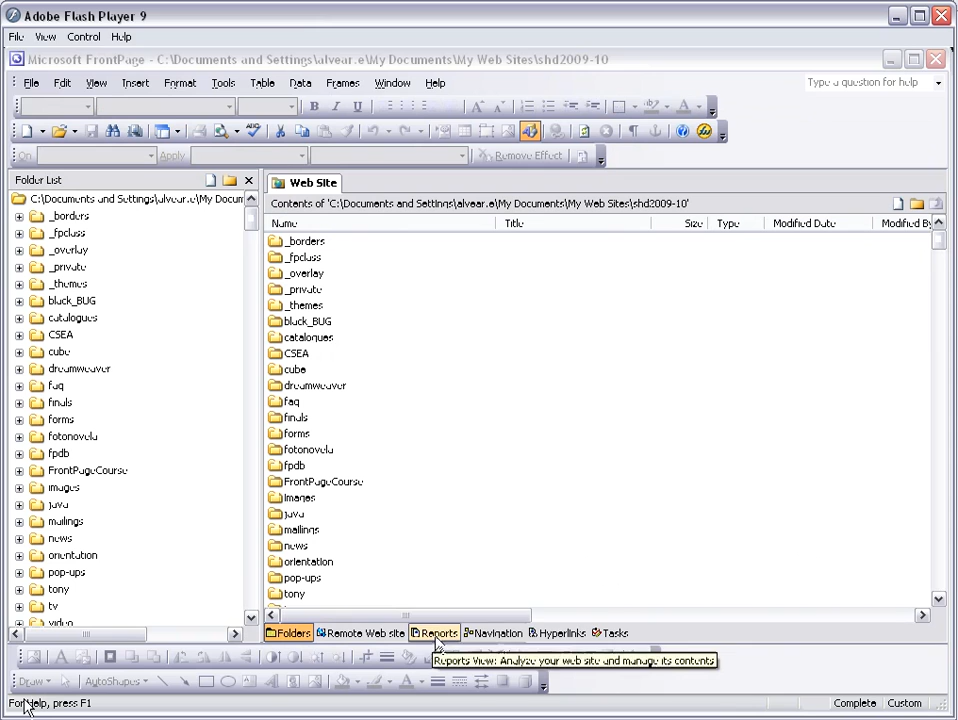 Adobe Flash Player 9
File View Control Help
Microsoft FrontPage - C:\Documents and Settings\alvear.e\My Documents\My Web Sites\shd2009-10
File Edit View Insert Format Tools Table Data Frames Window Help Type a question for help
B I U A A A
On Apply Remove Effect
Folder List Web Site
C:\Documents and Settings\alvear.e\My Docum
Contents of 'C:\Documents and Settings\alvear.e\My Documents\My Web Sites\shd2009-10'
Name Title Size Type Modified Date Modified By
_borders
_fpclass
_overlay
_private
_themes
black_BUG
catalogues
CSEA
cube
dreamweaver
faq
finals
forms
fotonovela
fpdb
FrontPageCourse
images
java
mailings
news
orientation
pop-ups
tony
tv
video
_borders
_fpclass
_overlay
_private
_themes
black_BUG
catalogues
CSEA
cube
dreamweaver
faq
finals
forms
fotonovela
fpdb
FrontPageCourse
images
java
mailings
news
orientation
pop-ups
tony
Folders Remote Web site Reports Navigation Hyperlinks Tasks
Reports View: Analyze your web site and manage its contents
Draw AutoShapes
For Help, press F1 Complete Custom